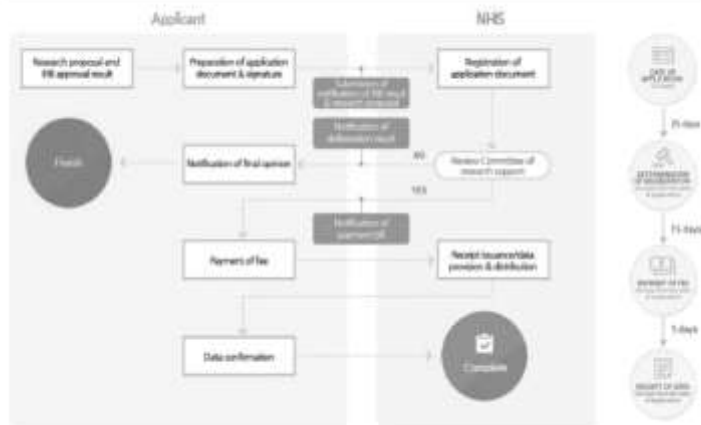 Applicant
NHIS
Research proposal and
IRB approval result
Preparation of application
document & signature
Registration of
application document
Submission of
notification of IRB result
& research proposal
Notification of
deliberation result
Finish
Notification of final opinion
NO
Review Committee of
research support
YES
Notification of
payment bill
Payment of fee
Receipt issuance/data
provision & distribution
Data confirmation
Complete
DATE OF
APPLICATION
DETERMINATION
OF DELIBERATION
15 days
PAYMENT OF FEE
5 days
RECEIPT OF DATA